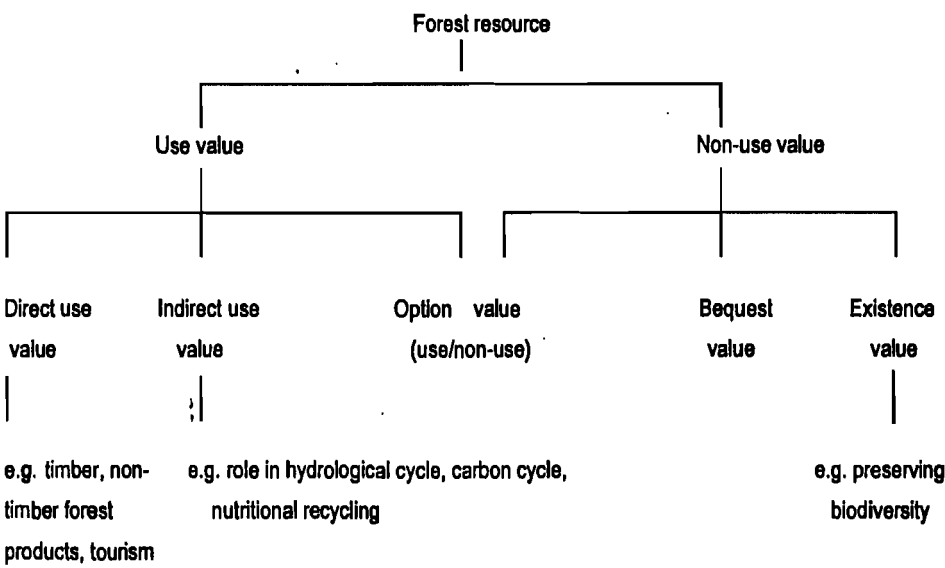 Forest resource
Use value
Non-use value
Direct use value
Indirect use value
Option value (use/non-use)
Bequest value
Existence value
e.g. timber, non-
timber forest
products, tourism
e.g. role in hydrological cycle, carbon cycle,
nutritional recycling
e.g. preserving
biodiversity